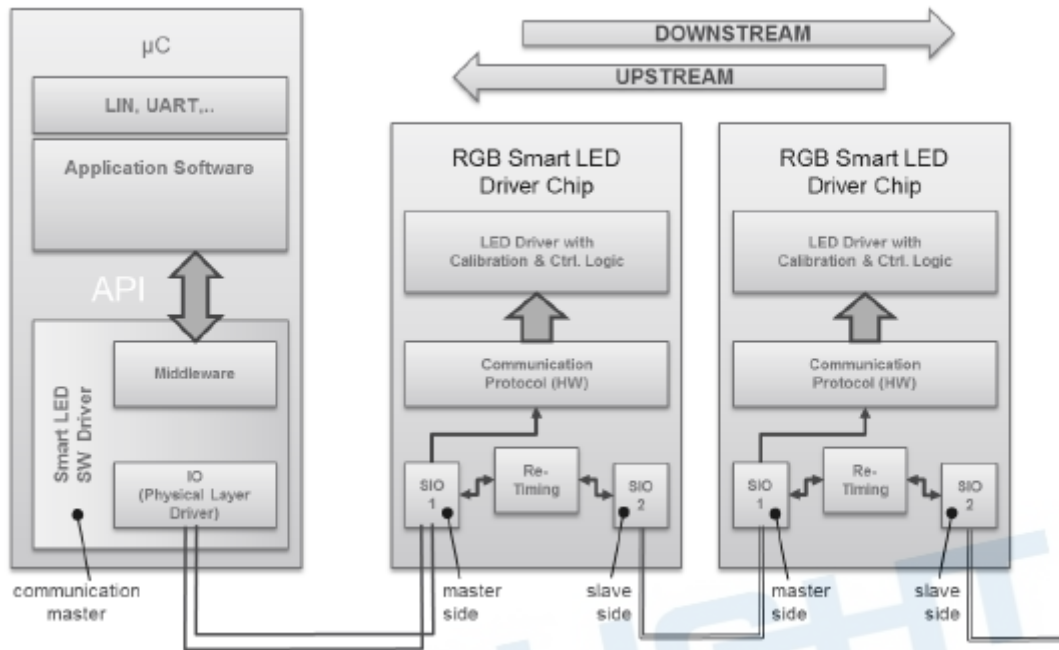 µC
LIN, UART,..
Application Software
API
Middleware
Smart LED
SW Driver
IO
(Physical Layer
Driver)
communication
master
DOWNSTREAM
UPSTREAM
RGB Smart LED
Driver Chip
LED Driver with
Calibration & Ctrl. Logic
Communication
Protocol (HW)
SIO
1
Re-
Timing
SIO
2
master
side
slave
side
RGB Smart LED
Driver Chip
LED Driver with
Calibration & Ctrl. Logic
Communication
Protocol (HW)
SIO
1
Re-
Timing
SIO
2
master
side
slave
side
LIGHT